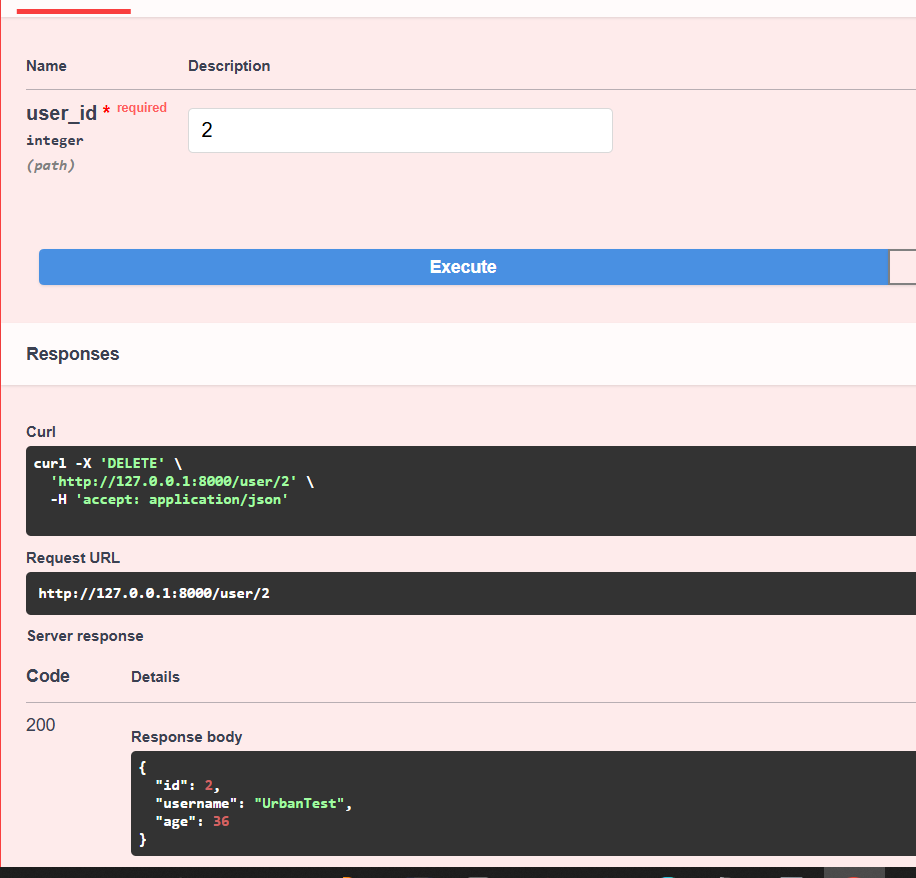 Name Description
user_id * required
integer
(path)
2
Execute
Responses
Curl
curl -X 'DELETE' \
  'http://127.0.0.1:8000/user/2' \
  -H 'accept: application/json'
Request URL
http://127.0.0.1:8000/user/2
Server response
Code Details
200
Response body
{
  "id": 2,
  "username": "UrbanTest",
  "age": 36
}